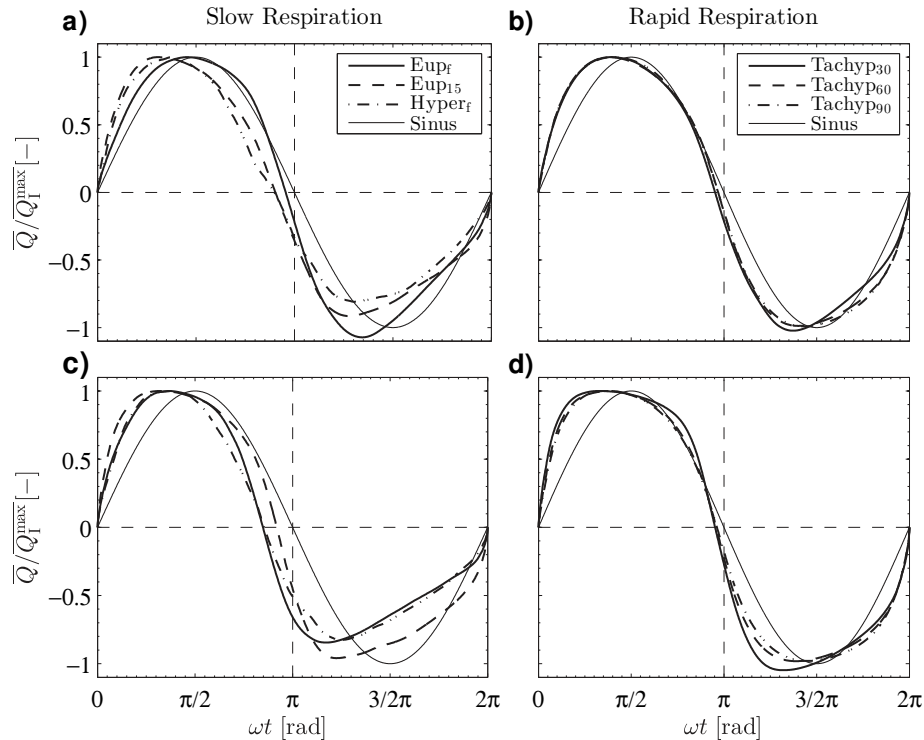 Slow Respiration
Rapid Respiration
a)
b)
1
0.5
0
−0.5
−1
Q/Q_I^max [−]
Eup_f
Eup_15
Hyper_f
Sinus
Tachyp_30
Tachyp_60
Tachyp_90
Sinus
c)
d)
1
0.5
0
−0.5
−1
Q/Q_I^max [−]
0 π/2 π 3/2π 2π
0 π/2 π 3/2π 2π
ωt [rad]
ωt [rad]